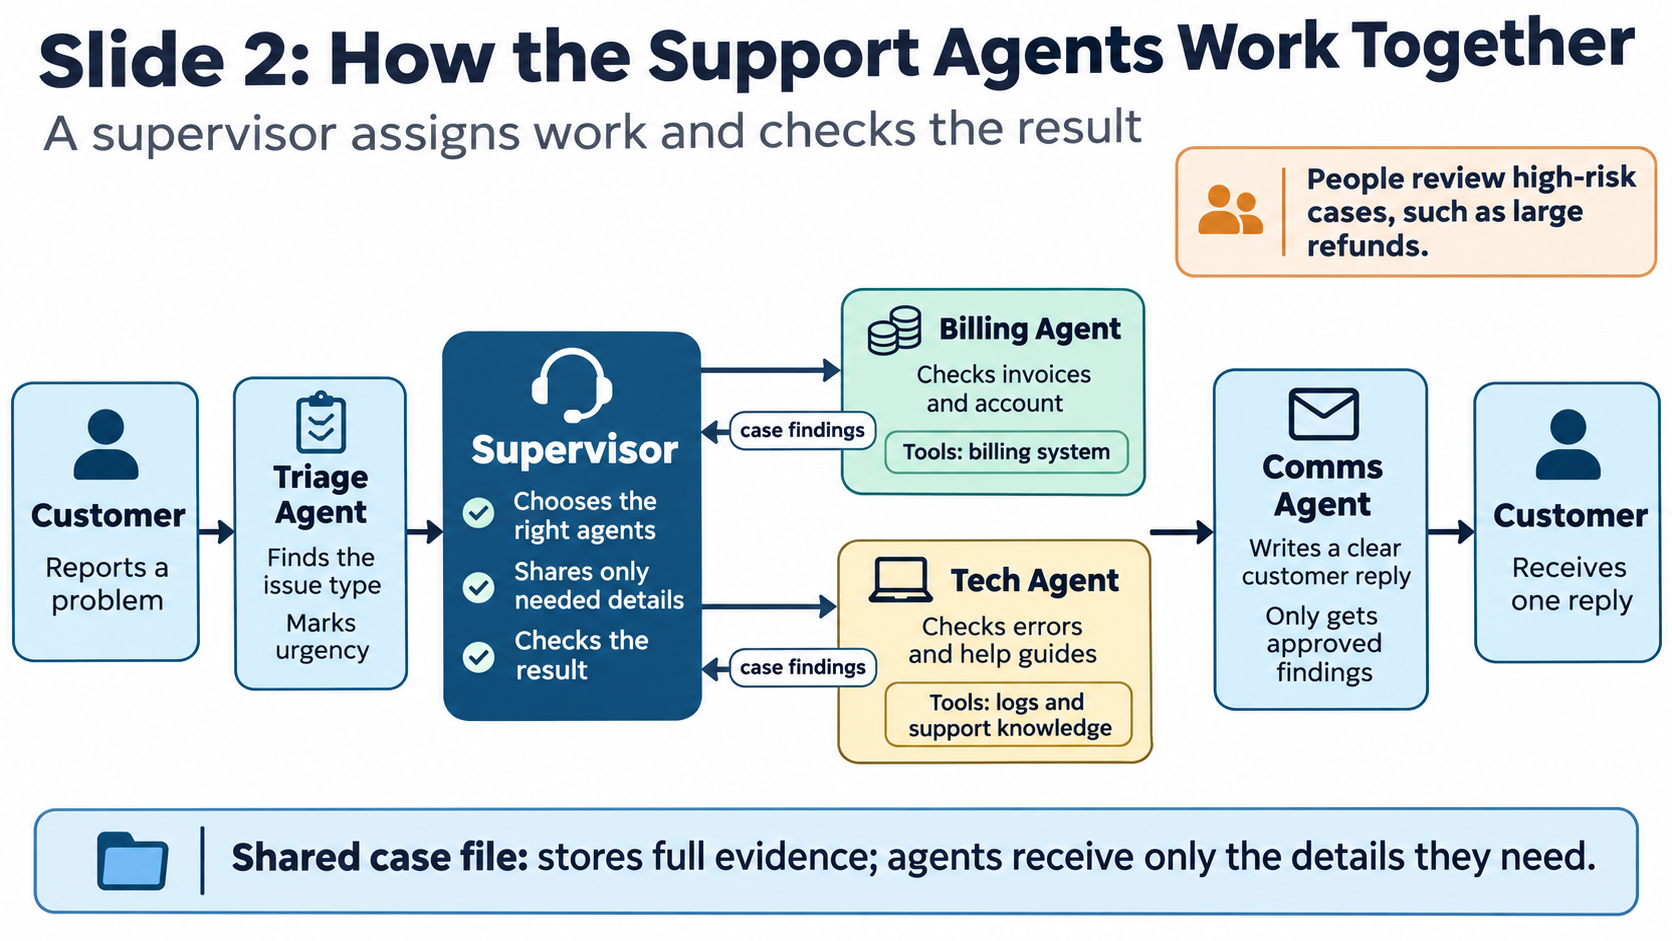 Slide 2: How the Support Agents Work Together
A supervisor assigns work and checks the result
People review high-risk
cases, such as large
refunds.
Customer
Reports a
problem
Triage
Agent
Finds the
issue type
Marks
urgency
Supervisor
Chooses the
right agents
Shares only
needed details
Checks the
result
case findings
case findings
Billing Agent
Checks invoices
and account
Tools: billing system
Tech Agent
Checks errors
and help guides
Tools: logs and
support knowledge
Comms
Agent
Writes a clear
customer reply
Only gets
approved
findings
Customer
Receives
one reply
Shared case file: stores full evidence; agents receive only the details they need.